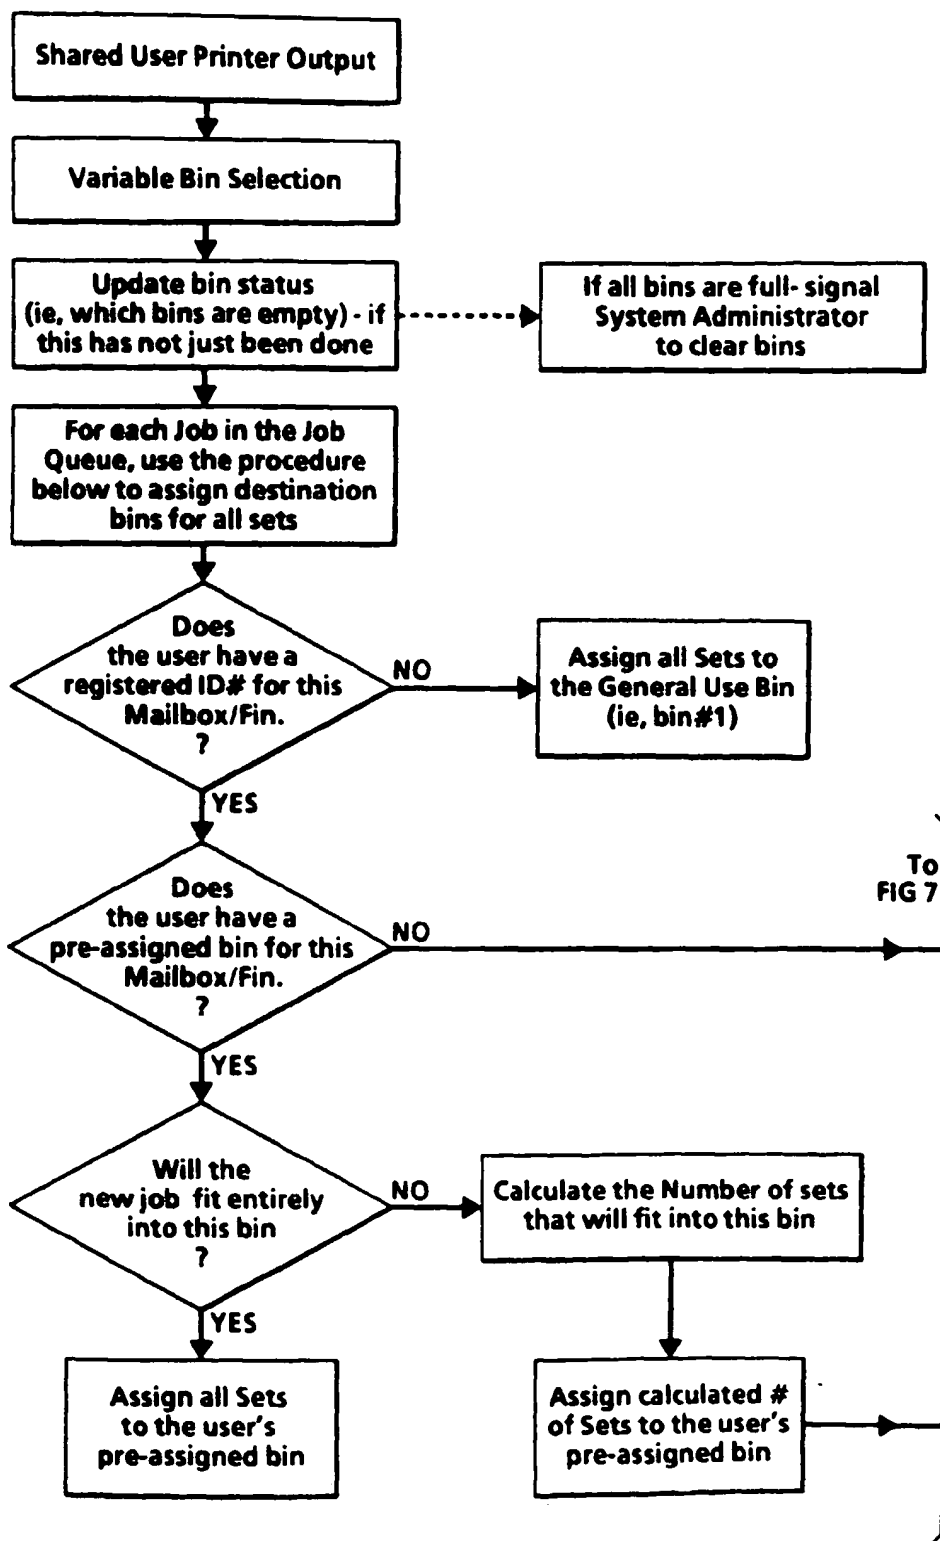 Shared User Printer Output
Variable Bin Selection
Update bin status
(ie, which bins are empty) - if
this has not just been done
If all bins are full- signal
System Administrator
to clear bins
For each Job in the Job
Queue, use the procedure
below to assign destination
bins for all sets
Does
the user have a
registered ID# for this
Mailbox/Fin.
?
NO
Assign all Sets to
the General Use Bin
(ie, bin#1)
YES
Does
the user have a
pre-assigned bin for this
Mailbox/Fin.
?
NO
To
FIG 7
YES
Will the
new job fit entirely
into this bin
?
NO
Calculate the Number of sets
that will fit into this bin
YES
Assign all Sets
to the user's
pre-assigned bin
Assign calculated #
of Sets to the user's
pre-assigned bin